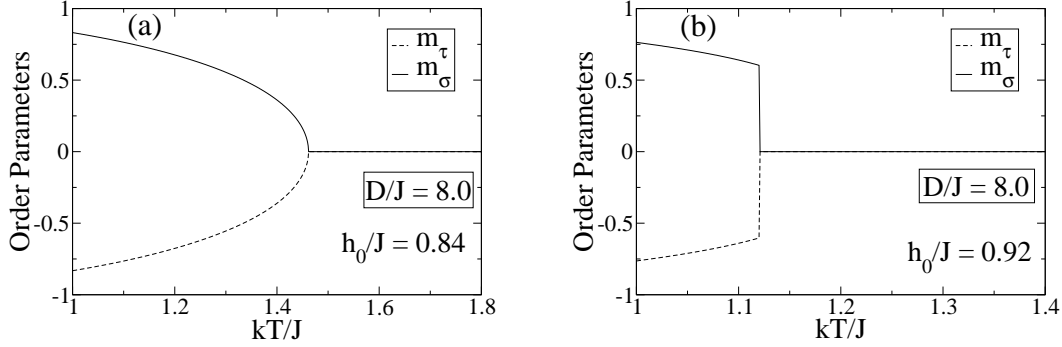 (a)
m_τ
m_σ
1
0.5
0
-0.5
-1
Order Parameters
D/J = 8.0
h_0/J = 0.84
1
1.2
1.4
1.6
1.8
kT/J
(b)
m_τ
m_σ
1
0.5
0
-0.5
-1
Order Parameters
D/J = 8.0
h_0/J = 0.92
1
1.1
1.2
1.3
1.4
kT/J